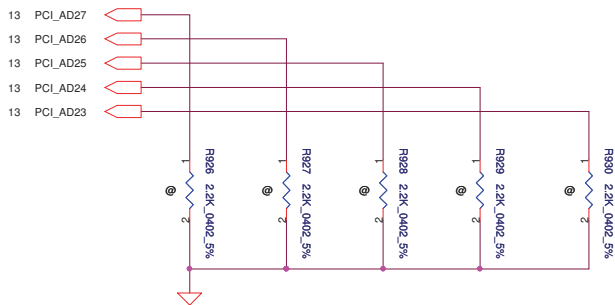 13 PCI_AD27
13 PCI_AD26
13 PCI_AD25
13 PCI_AD24
13 PCI_AD23
1
R926 2.2K_0402_5%
@
2
1
R927 2.2K_0402_5%
@
2
1
R928 2.2K_0402_5%
@
2
1
R929 2.2K_0402_5%
@
2
1
R930 2.2K_0402_5%
@
2